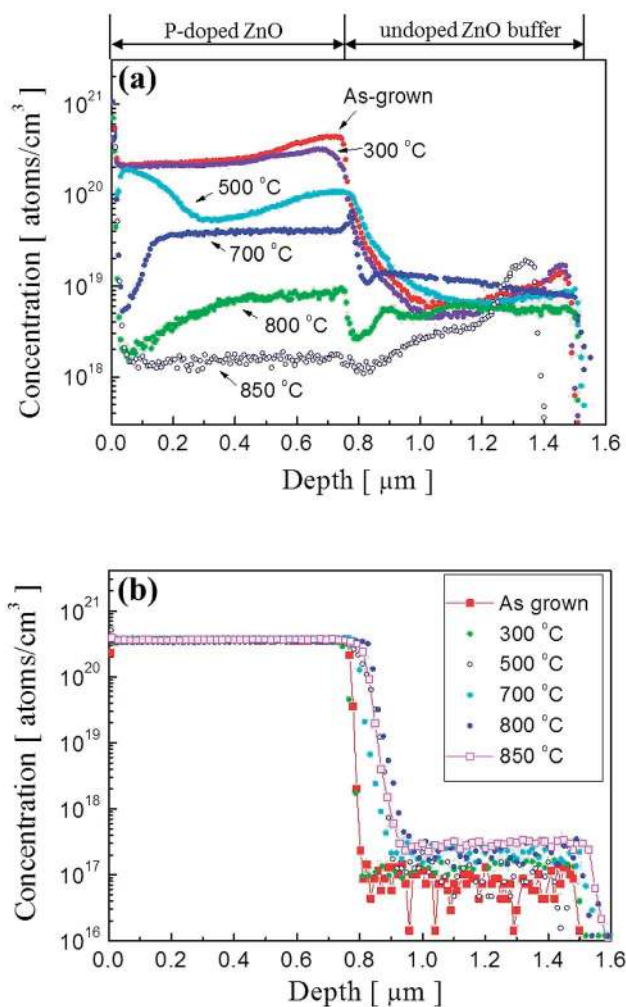 P-doped ZnO
undoped ZnO buffer
(a)
As-grown
300 °C
500 °C
700 °C
800 °C
850 °C
10^21
10^20
10^19
10^18
Concentration [ atoms/cm^3 ]
0.0 0.2 0.4 0.6 0.8 1.0 1.2 1.4 1.6
Depth [ μm ]
(b)
As grown
300 °C
500 °C
700 °C
800 °C
850 °C
10^21
10^20
10^19
10^18
10^17
10^16
Concentration [ atoms/cm^3 ]
0.0 0.2 0.4 0.6 0.8 1.0 1.2 1.4 1.6
Depth [ μm ]